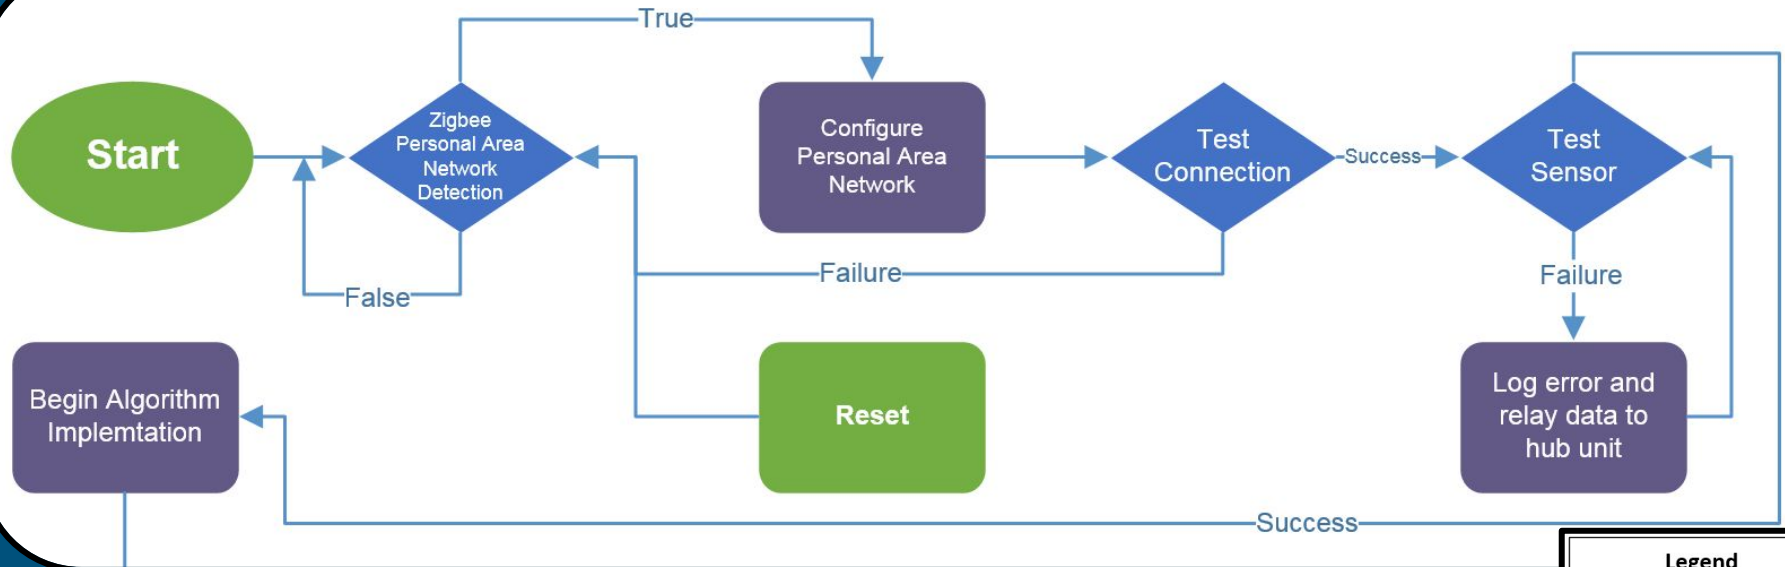 True
Start
Zigbee
Personal Area
Network
Detection
Configure
Personal Area
Network
Test
Connection
Success
Test
Sensor
False
Failure
Failure
Begin Algorithm
Implemtation
Reset
Log error and
relay data to
hub unit
Success
Legend